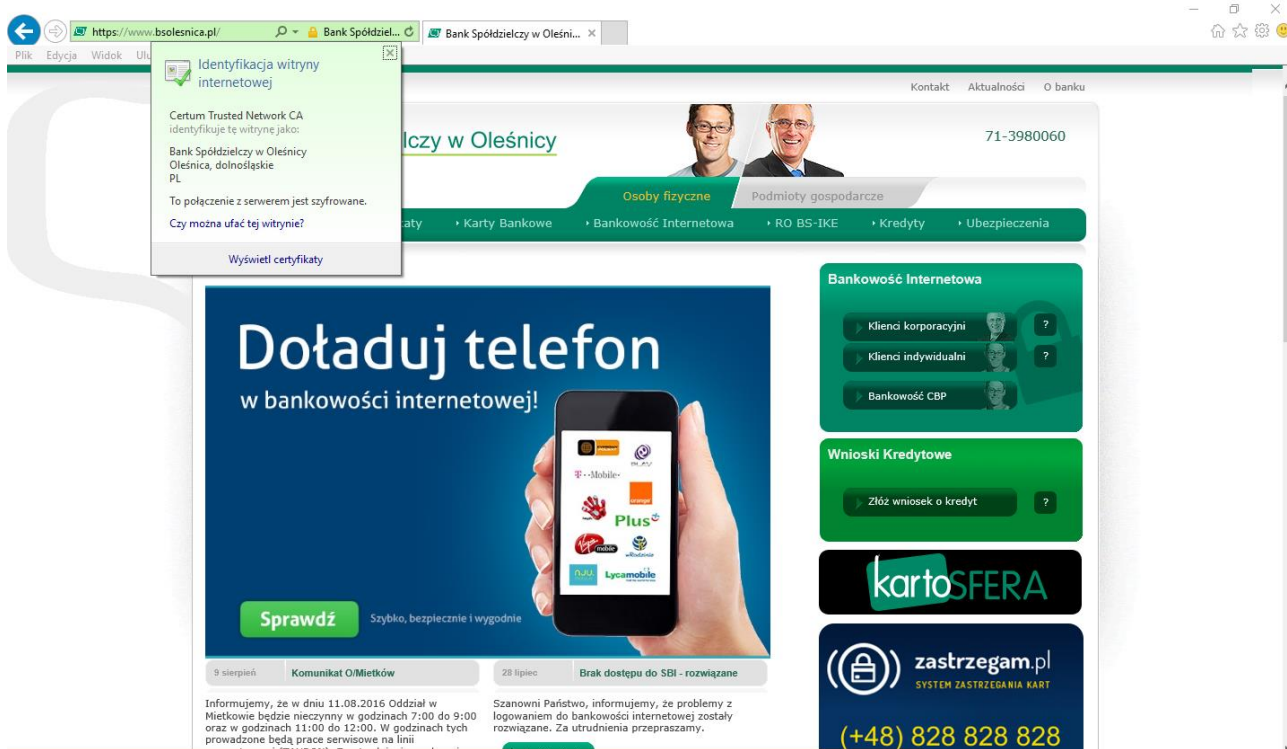 https://www.bsolesnica.pl/
Bank Spółdziel...
Bank Spółdzielczy w Oleśni...
Plik Edycja Widok Ulu
Identyfikacja witryny
internetowej
Certum Trusted Network CA
identyfikuje tę witrynę jako:
Bank Spółdzielczy w Oleśnicy
Oleśnica, dolnośląskie
PL
To połączenie z serwerem jest szyfrowane.
Czy można ufać tej witrynie?
Wyświetl certyfikaty
Kontakt Aktualności O banku
lczy w Oleśnicy
71-3980060
Osoby fizyczne Podmioty gospodarcze
aty Karty Bankowe Bankowość Internetowa RO BS-IKE Kredyty Ubezpieczenia
Doładuj telefon
w bankowości internetowej!
T··Mobile·
orange
Plus
Virgin
mobile
nju.
Lycamobile
Sprawdź
Szybko, bezpiecznie i wygodnie
Bankowość Internetowa
Klienci korporacyjni ?
Klienci indywidualni ?
Bankowość CBP
Wnioski Kredytowe
Złóż wniosek o kredyt ?
kartoSFERA
zastrzegam.pl
SYSTEM ZASTRZEGANIA KART
(+48) 828 828 828
9 sierpień Komunikat O/Mietków
Informujemy, że w dniu 11.08.2016 Oddział w
Mietkowie będzie nieczynny w godzinach 7:00 do 9:00
oraz w godzinach 11:00 do 12:00. W godzinach tych
prowadzone będą prace serwisowe na linii
28 lipiec Brak dostępu do SBI - rozwiązane
Szanowni Państwo, informujemy, że problemy z
logowaniem do bankowości internetowej zostały
rozwiązane. Za utrudnienia przepraszamy.